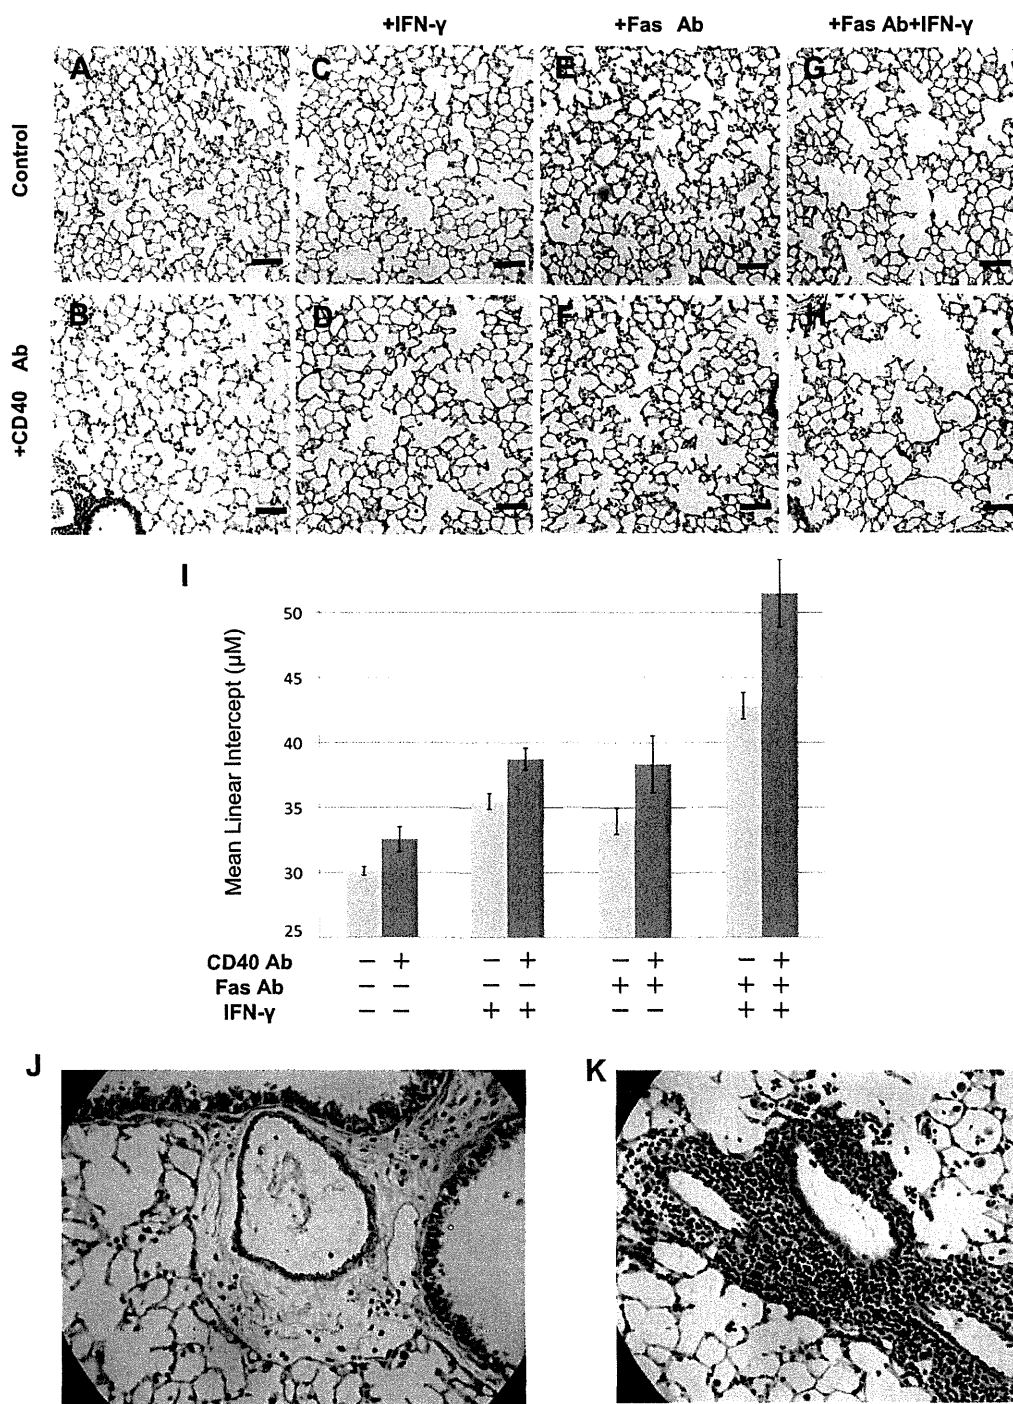 +IFN-γ +Fas Ab +Fas Ab+IFN-γ
Control
A C E G
+CD40 Ab
B D F H
I
Mean Linear Intercept (µM)
50
45
40
35
30
25
CD40 Ab − + − + − + − +
Fas Ab − − − − + + + +
IFN-γ − − + + − − + +
J K